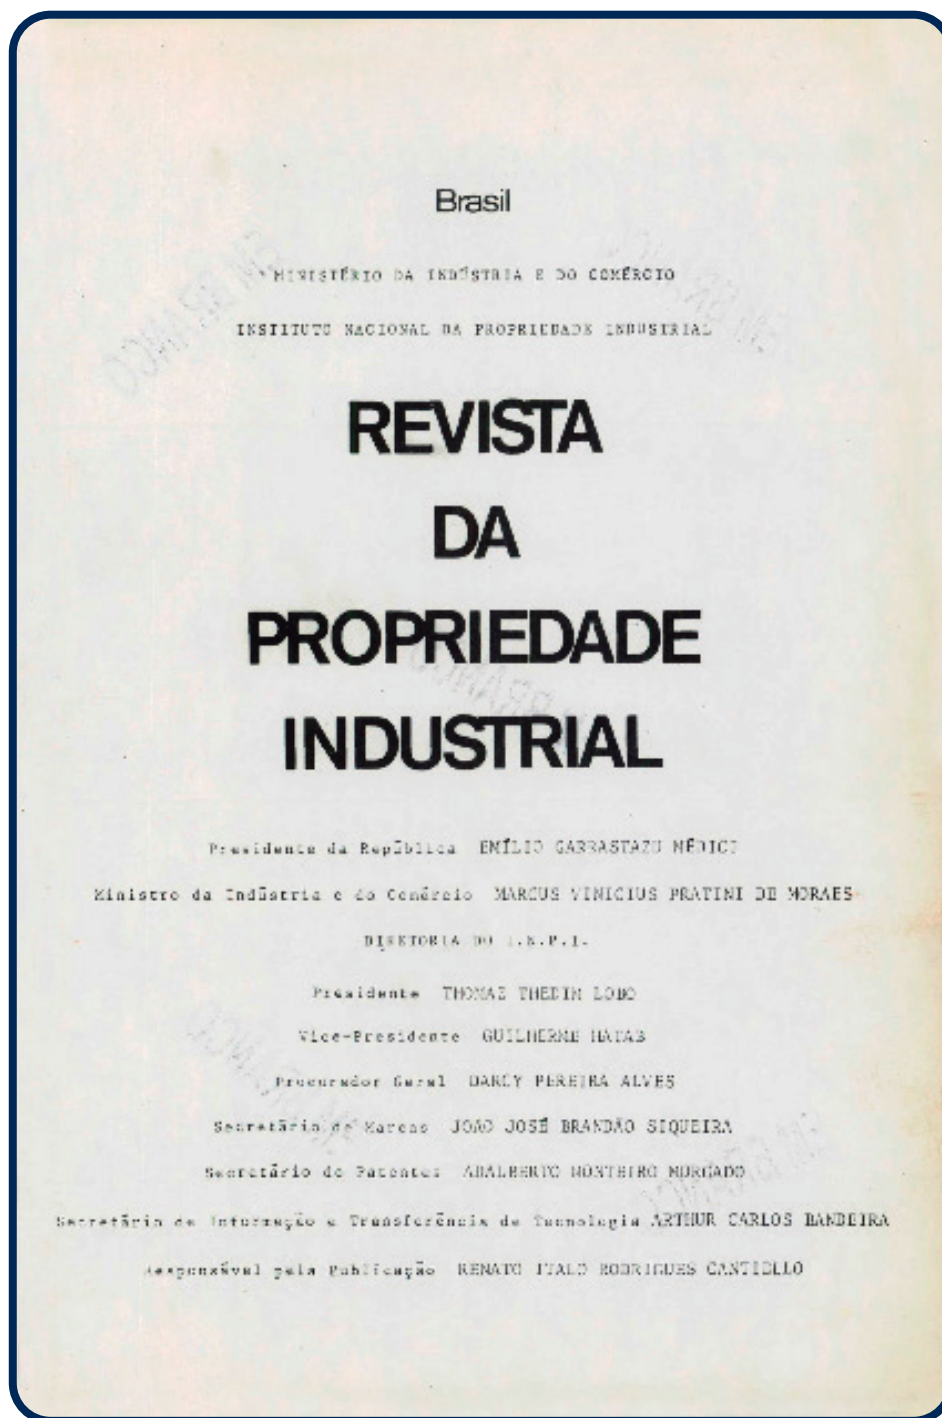 Brasil
MINISTÉRIO DA INDÚSTRIA E DO COMÉRCIO
INSTITUTO NACIONAL DA PROPRIEDADE INDUSTRIAL
REVISTA
DA
PROPRIEDADE
INDUSTRIAL
Presidente da República EMÍLIO GARRASTAZU MÉDICI
Ministro da Indústria e do Comércio MARCUS VINICIUS PRATINI DE MORAES
DIRETORIA DO I.N.P.I.
Presidente THOMAZ THEDIM LOBO
Vice-Presidente GUILHERME
Procurador Geral DARCY PEREIRA ALVES
Secretário de Marcas JOAO JOSÉ BRANDÃO SIQUEIRA
Secretário de Patentes ADALBERTO MONTEIRO MORGADO
Secretário de Informação e Transferência de Tecnologia ARTHUR CARLOS BANDEIRA
Responsável pela Publicação RENATO ITALO RODRIGUES CANTIELLO